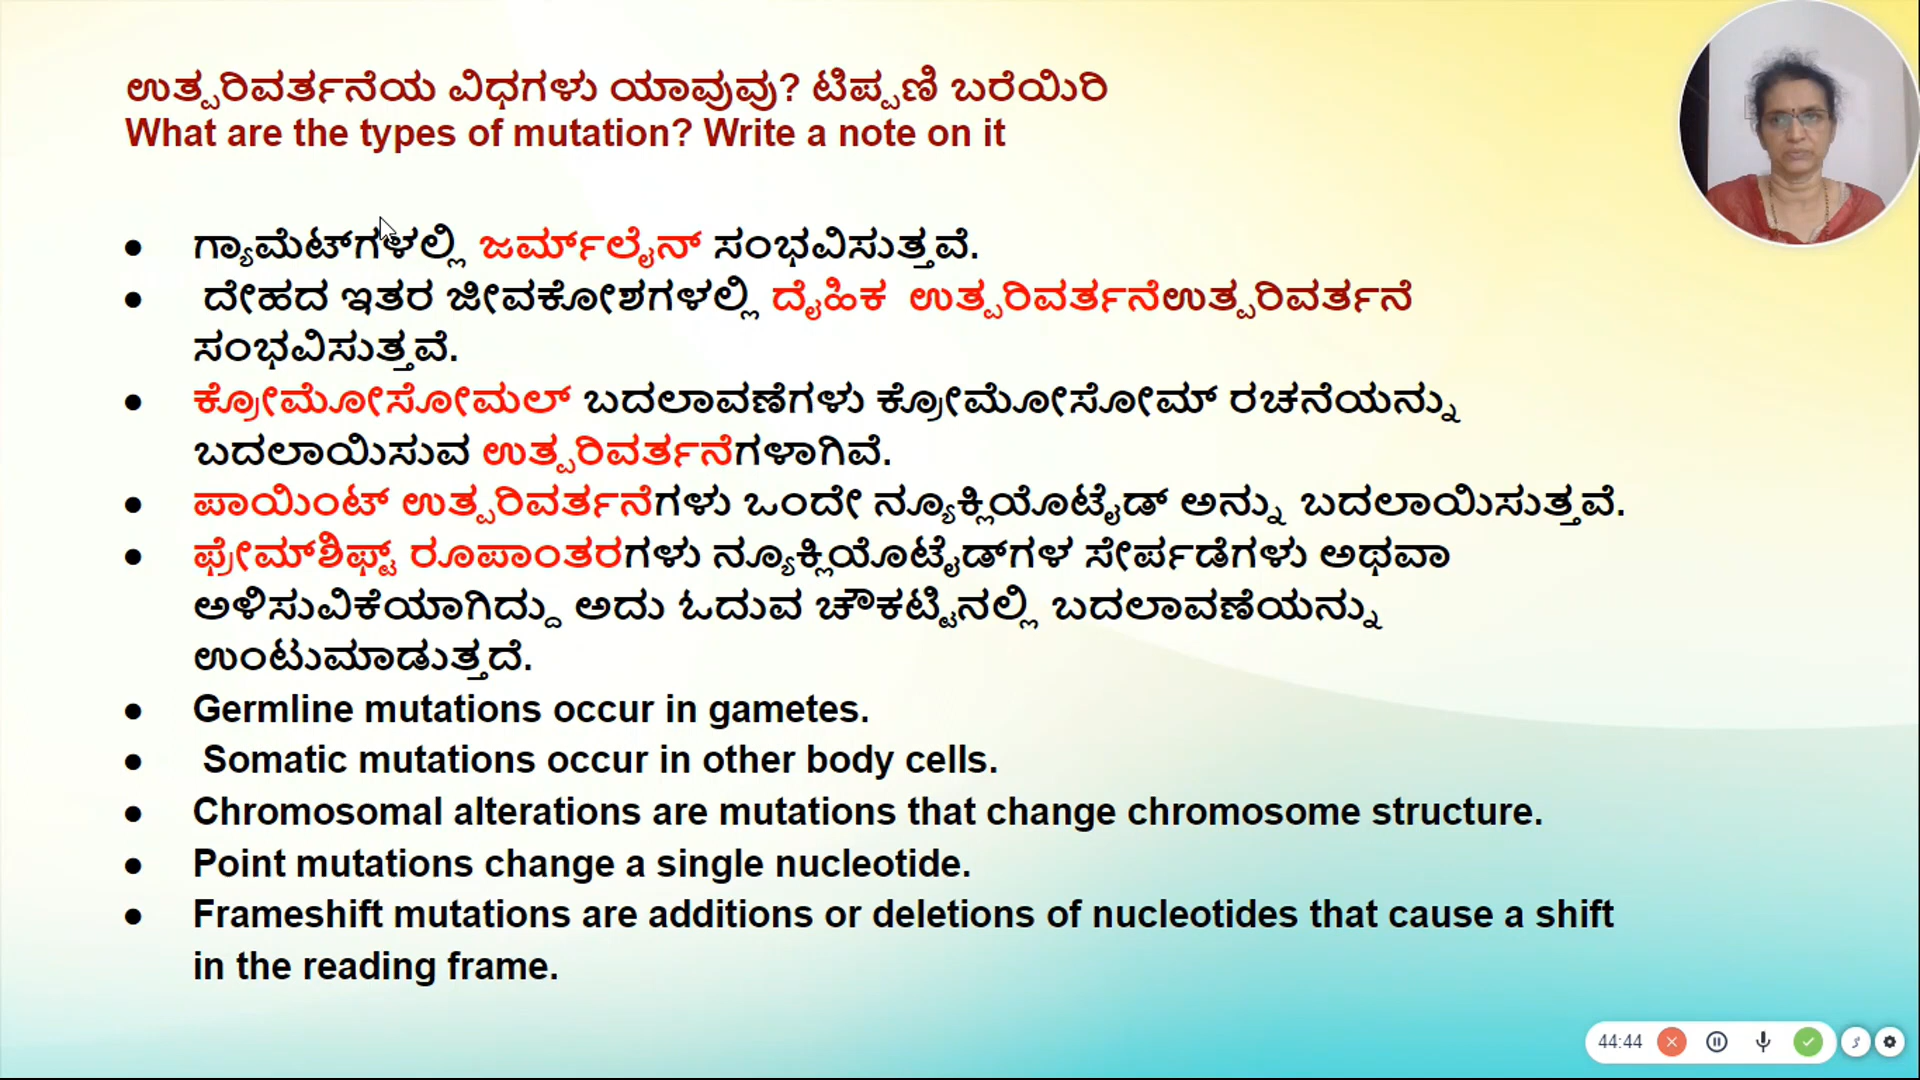 ಉತ್ಪರಿವರ್ತನೆಯ ವಿಧಗಳು ಯಾವುವು? ಟಿಪ್ಪಣಿ ಬರೆಯಿರಿ
What are the types of mutation? Write a note on it
● ಗ್ಯಾಮೆಟ್‌ಗಳಲ್ಲಿ ಜರ್ಮ್‌ಲೈನ್ ಸಂಭವಿಸುತ್ತವೆ.
● ದೇಹದ ಇತರ ಜೀವಕೋಶಗಳಲ್ಲಿ ದೈಹಿಕ ಉತ್ಪರಿವರ್ತನೆಉತ್ಪರಿವರ್ತನೆ
ಸಂಭವಿಸುತ್ತವೆ.
● ಕ್ರೋಮೋಸೋಮಲ್ ಬದಲಾವಣೆಗಳು ಕ್ರೋಮೋಸೋಮ್ ರಚನೆಯನ್ನು
ಬದಲಾಯಿಸುವ ಉತ್ಪರಿವರ್ತನೆಗಳಾಗಿವೆ.
● ಪಾಯಿಂಟ್ ಉತ್ಪರಿವರ್ತನೆಗಳು ಒಂದೇ ನ್ಯೂಕ್ಲಿಯೊಟೈಡ್ ಅನ್ನು ಬದಲಾಯಿಸುತ್ತವೆ.
● ಫ್ರೇಮ್‌ಶಿಫ್ಟ್ ರೂಪಾಂತರಗಳು ನ್ಯೂಕ್ಲಿಯೊಟೈಡ್‌ಗಳ ಸೇರ್ಪಡೆಗಳು ಅಥವಾ
ಅಳಿಸುವಿಕೆಯಾಗಿದ್ದು ಅದು ಓದುವ ಚೌಕಟ್ಟಿನಲ್ಲಿ ಬದಲಾವಣೆಯನ್ನು
ಉಂಟುಮಾಡುತ್ತದೆ.
● Germline mutations occur in gametes.
● Somatic mutations occur in other body cells.
● Chromosomal alterations are mutations that change chromosome structure.
● Point mutations change a single nucleotide.
● Frameshift mutations are additions or deletions of nucleotides that cause a shift
in the reading frame.
44:44